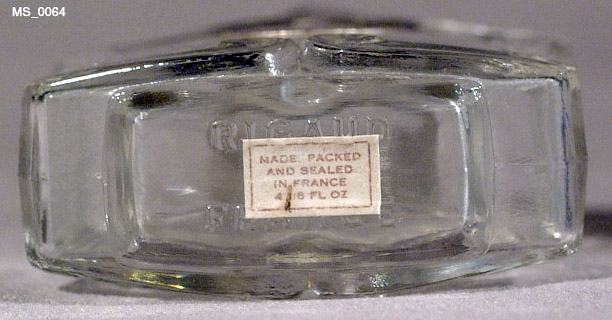 MS_0064
RIGAUD
MADE, PACKED
AND SEALED
IN FRANCE
FL OZ